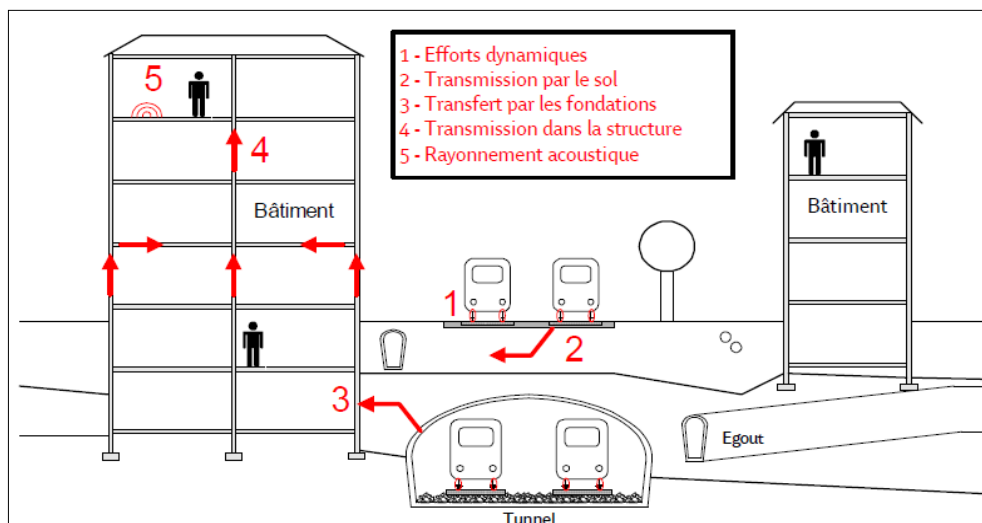 1 - Efforts dynamiques
2 - Transmission par le sol
3 - Transfert par les fondations
4 - Transmission dans la structure
5 - Rayonnement acoustique
5
4
Bâtiment
Bâtiment
1
2
3
Egout
Tunnel